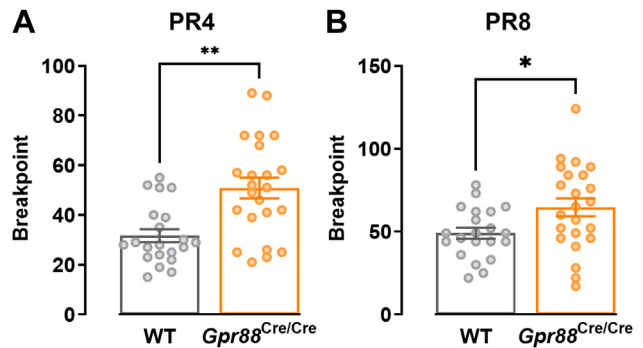 A
PR4
**
Breakpoint
100
80
60
40
20
0
WT
Gpr88Cre/Cre
B
PR8
*
Breakpoint
150
100
50
0
WT
Gpr88Cre/Cre